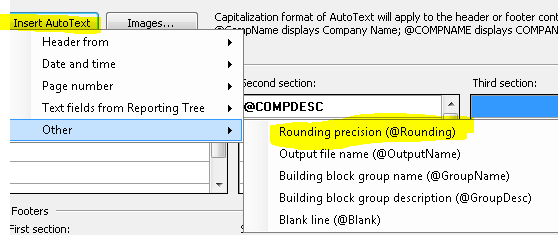 Insert AutoText
Images...
Capitalization format of AutoText will apply to the header or footer cont
@CompName displays Company Name; @COMPNAME displays COMPAN
Header from
Date and time
Page number
Text fields from Reporting Tree
Other
Second section:
Third section:
@COMPDESC
Rounding precision (@Rounding)
Output file name (@OutputName)
Building block group name (@GroupName)
Building block group description (@GroupDesc)
Blank line (@Blank)
Footers
First section: